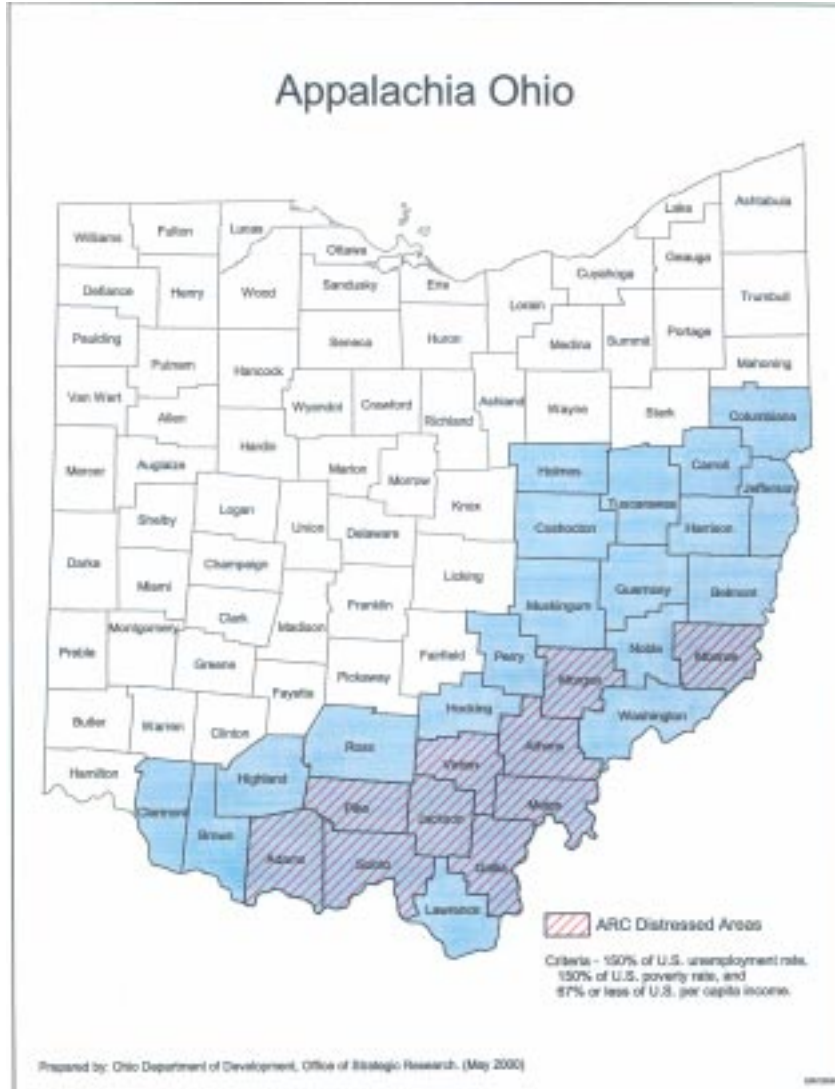 Appalachia Ohio
Ashtabula
Lake
Williams
Fulton
Lucas
Ottawa
Geauga
Cuyahoga
Defiance
Henry
Wood
Sandusky
Erie
Lorain
Trumbull
Paulding
Seneca
Huron
Medina
Summit
Portage
Putnam
Hancock
Mahoning
Van Wert
Wyandot
Crawford
Richland
Ashland
Wayne
Stark
Columbiana
Allen
Hardin
Mercer
Auglaize
Marion
Morrow
Holmes
Carroll
Jefferson
Logan
Knox
Tuscarawas
Shelby
Union
Delaware
Coshocton
Harrison
Darke
Champaign
Miami
Licking
Guernsey
Belmont
Clark
Franklin
Muskingum
Montgomery
Madison
Preble
Greene
Fairfield
Perry
Noble
Monroe
Pickaway
Morgan
Fayette
Hocking
Washington
Butler
Warren
Clinton
Ross
Athens
Hamilton
Highland
Vinton
Clermont
Pike
Jackson
Meigs
Brown
Adams
Scioto
Gallia
Lawrence
ARC Distressed Areas
Criteria - 150% of U.S. unemployment rate,
150% of U.S. poverty rate, and
67% or less of U.S. per capita income.
Prepared by: Ohio Department of Development, Office of Strategic Research. (May 2000)